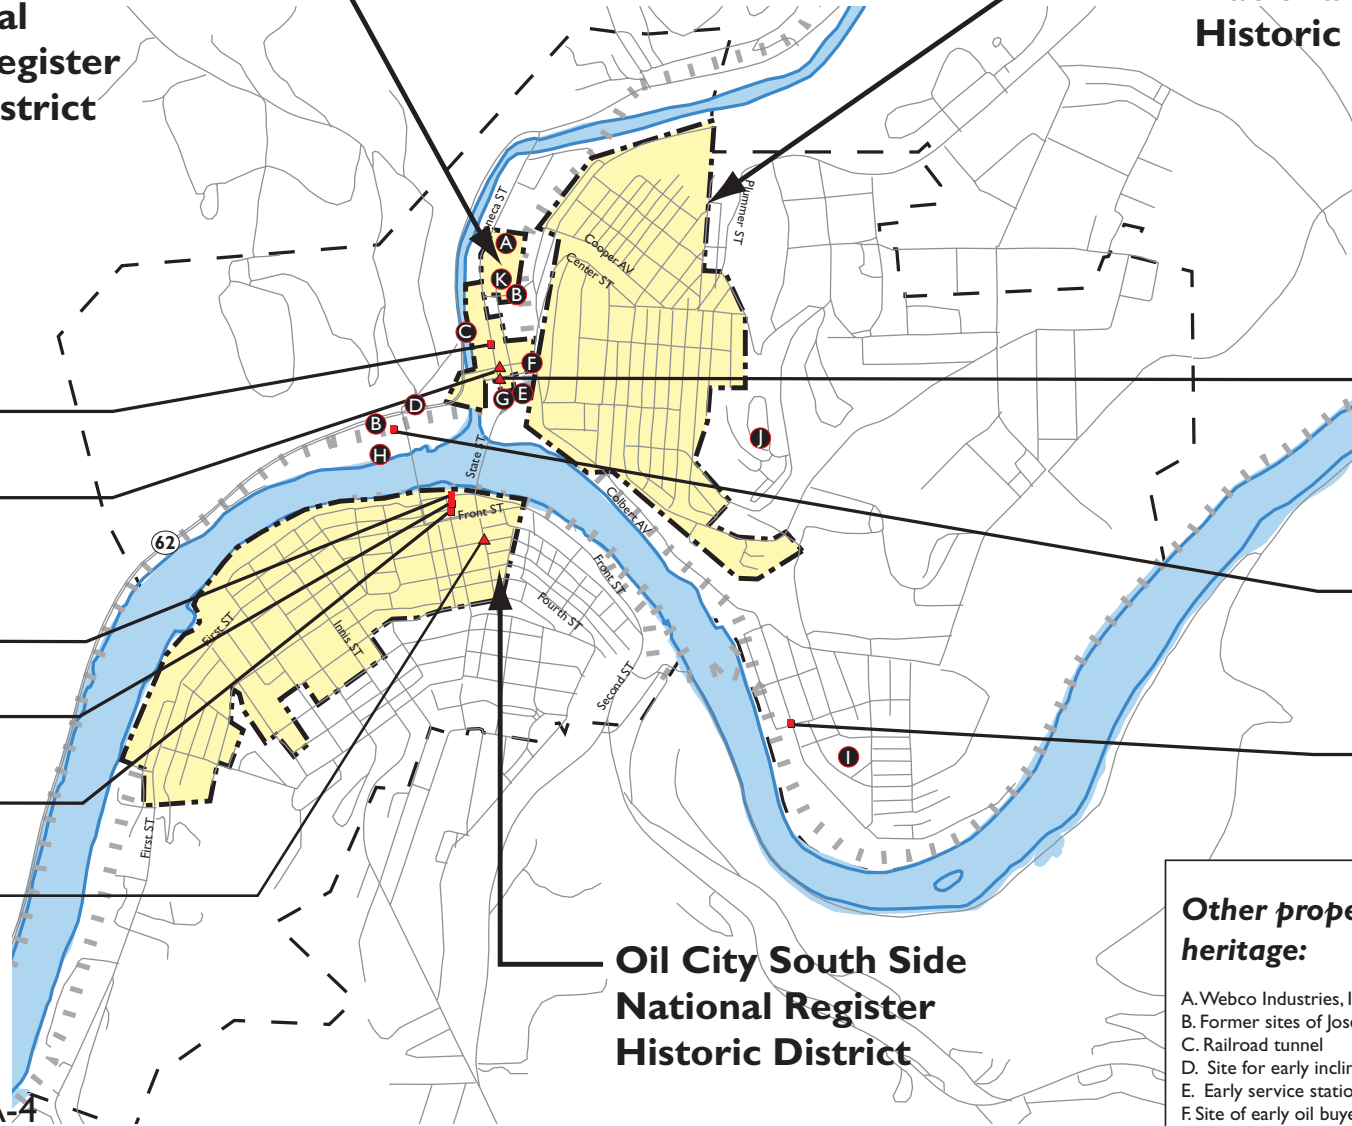 al
egister
strict
Historic
neca ST
Plummer ST
Cooper AV
Center ST
A
K
B
C
F
E
G
D
B
H
J
State ST
Colbert AV
Front ST
62
Front ST
Fourth ST
First ST
Innis ST
Second ST
I
First ST
Oil City South Side
National Register
Historic District
Other prope
heritage:
A. Webco Industries, I
B. Former sites of Jose
C. Railroad tunnel
D. Site for early inclin
E. Early service statio
F. Site of early oil buye
-4